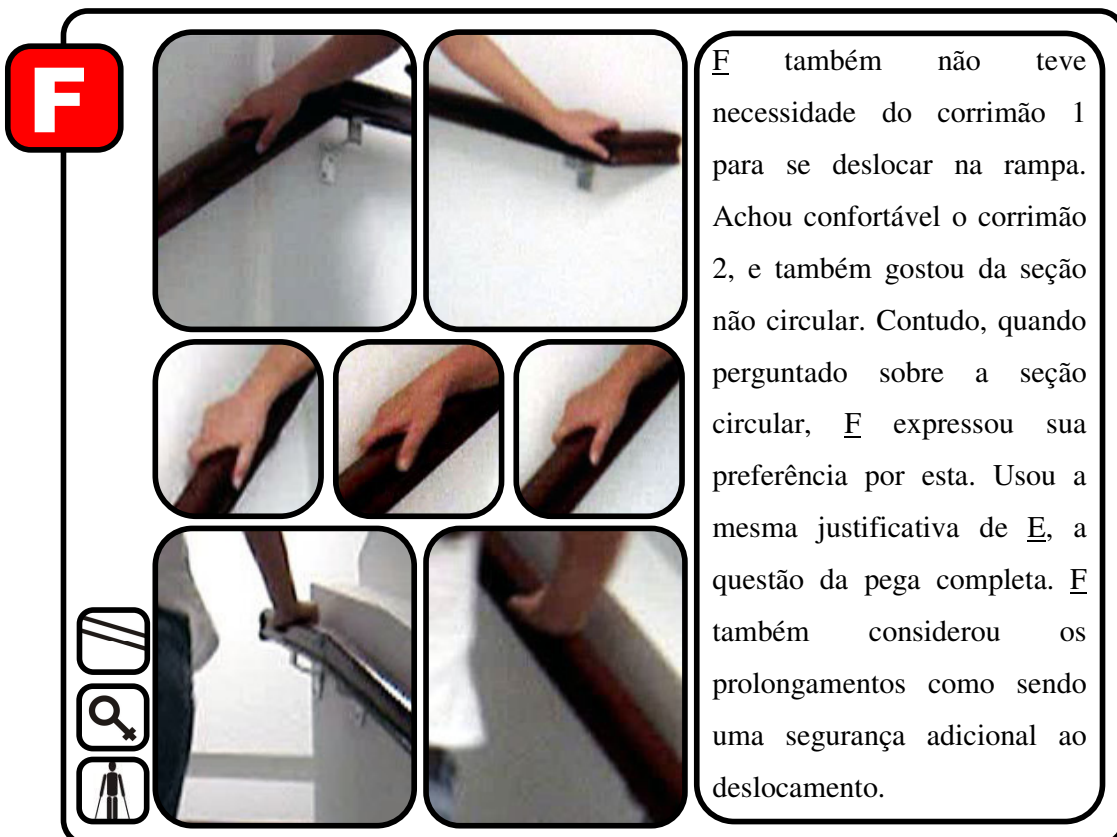 F
F também não teve
necessidade do corrimão 1
para se deslocar na rampa.
Achou confortável o corrimão
2, e também gostou da seção
não circular. Contudo, quando
perguntado sobre a seção
circular, F expressou sua
preferência por esta. Usou a
mesma justificativa de E, a
questão da pega completa. F
também considerou os
prolongamentos como sendo
uma segurança adicional ao
deslocamento.